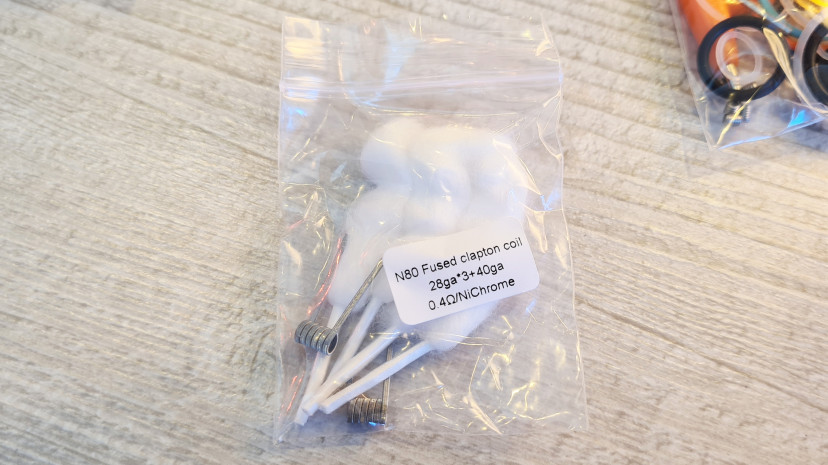 N80 Fused clapton coil
28ga*3+40ga
0.4Ω/NiChrome